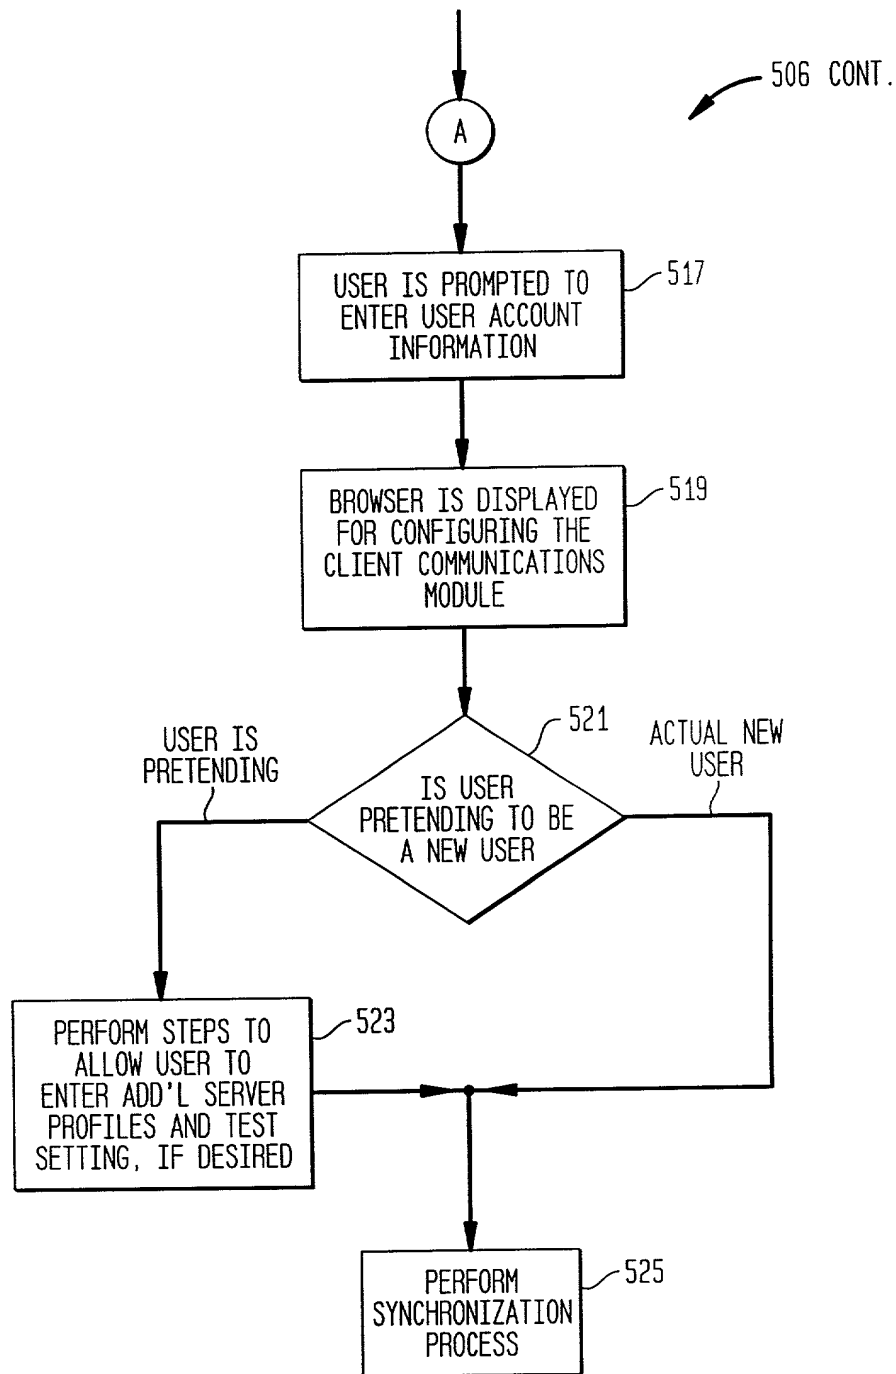 506 CONT.
A
USER IS PROMPTED TO
ENTER USER ACCOUNT
INFORMATION
517
BROWSER IS DISPLAYED
FOR CONFIGURING THE
CLIENT COMMUNICATIONS
MODULE
519
521
USER IS
PRETENDING
ACTUAL NEW
USER
IS USER
PRETENDING TO BE
A NEW USER
PERFORM STEPS TO
ALLOW USER TO
ENTER ADD'L SERVER
PROFILES AND TEST
SETTING, IF DESIRED
523
PERFORM
SYNCHRONIZATION
PROCESS
525